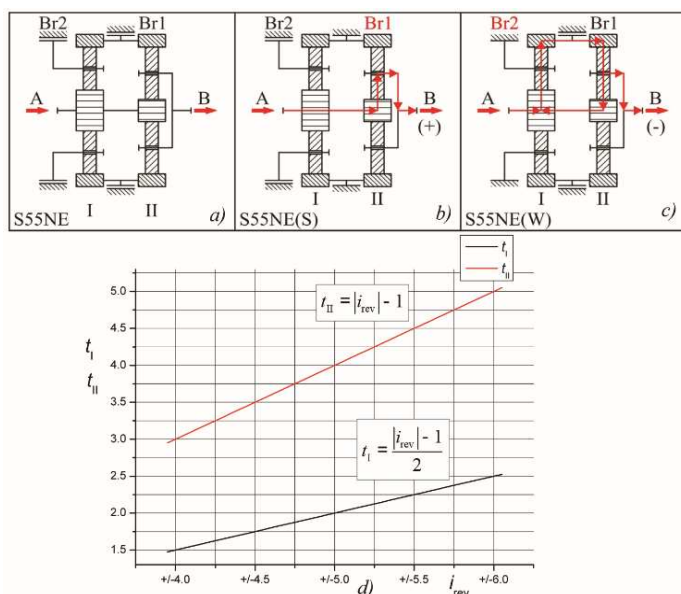 Br2 Br1
A B
I II
S55NE a)
Br1
A B
(+)
I II
S55NE(S) b)
Br2 Br1
A B
(-)
I II
S55NE(W) c)
t_I
t_II
t_II = |i_rev| - 1
t_I = (|i_rev| - 1) / 2
t_I
t_II
5.0
4.5
4.0
3.5
3.0
2.5
2.0
1.5
+/-4.0 +/-4.5 +/-5.0 +/-5.5 +/-6.0
d) i_rev